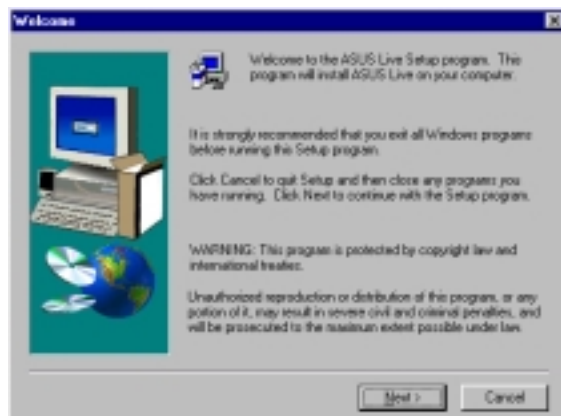 Welcome
Welcome to the ASUS Live Setup program. This
program will install ASUS Live on your computer.
It is strongly recommended that you exit all Windows programs
before running this Setup program.
Click Cancel to quit Setup and then close any programs you
have running. Click Next to continue with the Setup program.
WARNING: This program is protected by copyright law and
international treaties.
Unauthorized reproduction or distribution of this program, or any
portion of it, may result in severe civil and criminal penalties, and
will be prosecuted to the maximum extent possible under law.
Next > Cancel